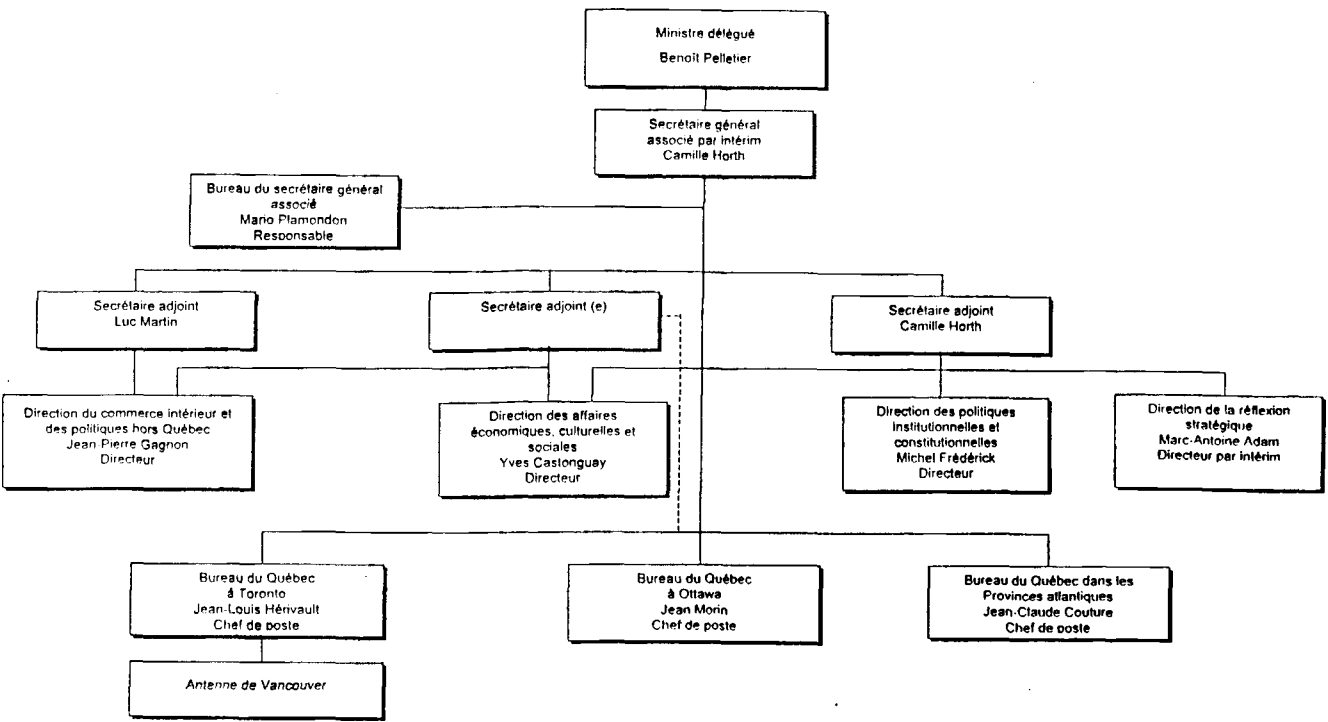 Ministre délégué
Benoît Pelletier
Secrétaire général
associé par intérim
Camille Horth
Bureau du secrétaire général
associé
Mario Plamondon
Responsable
Secrétaire adjoint
Luc Martin
Secrétaire adjoint (e)
Secrétaire adjoint
Camille Horth
Direction du commerce intérieur et
des politiques hors Québec
Jean Pierre Gagnon
Directeur
Direction des affaires
économiques, culturelles et
sociales
Yves Castonguay
Directeur
Direction des politiques
Institutionnelles et
constitutionnelles
Michel Frédérick
Directeur
Direction de la réflexion
stratégique
Marc-Antoine Adam
Directeur par intérim
Bureau du Québec
à Toronto
Jean-Louis Hérivault
Chef de poste
Bureau du Québec
à Ottawa
Jean Morin
Chef de poste
Bureau du Québec dans les
Provinces atlantiques
Jean-Claude Couture
Chef de poste
Antenne de Vancouver